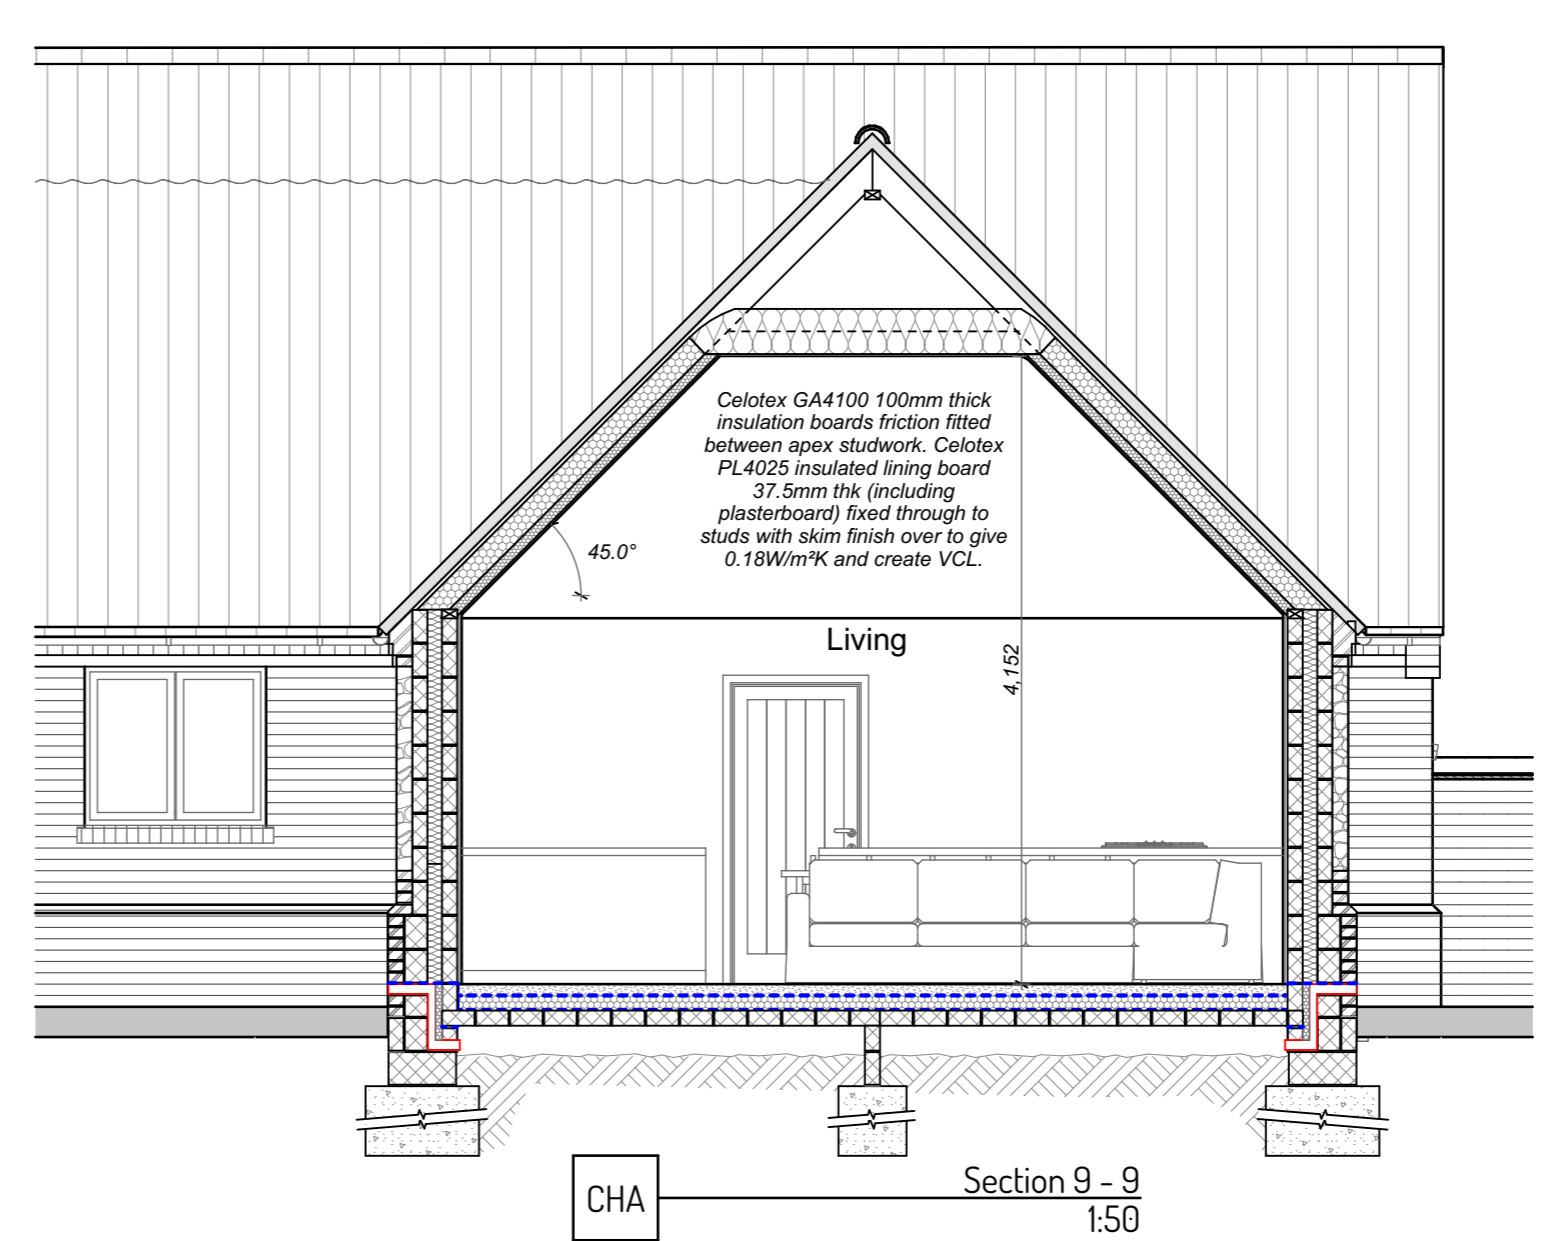 Celotex GA4100 100mm thick
insulation boards friction fitted
between apex studwork. Celotex
PL4025 insulated lining board
37.5mm thk (including
plasterboard) fixed through to
studs with skim finish over to give
0.18W/m²K and create VCL.
45.0°
Living
4,152
CHA
Section 9 - 9
1:50